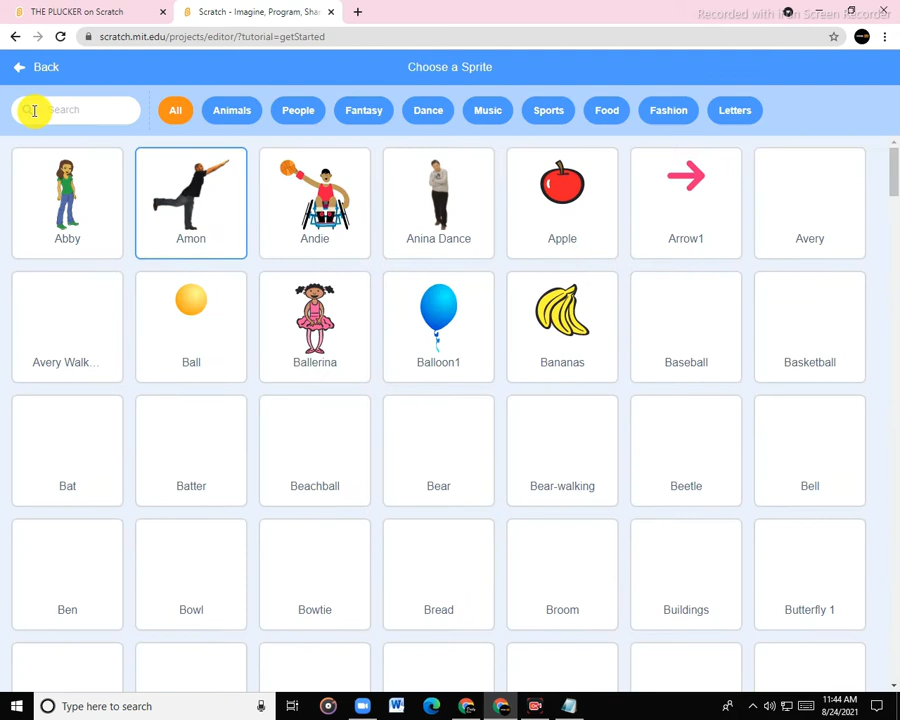 THE PLUCKER on Scratch
Scratch - Imagine, Program, Sha
Recorded with iTop Screen Recorder
scratch.mit.edu/projects/editor/?tutorial=getStarted
Back
Choose a Sprite
Search
All
Animals
People
Fantasy
Dance
Music
Sports
Food
Fashion
Letters
Abby
Amon
Andie
Anina Dance
Apple
Arrow1
Avery
Avery Walk...
Ball
Ballerina
Balloon1
Bananas
Baseball
Basketball
Bat
Batter
Beachball
Bear
Bear-walking
Beetle
Bell
Ben
Bowl
Bowtie
Bread
Broom
Buildings
Butterfly 1
Type here to search
11:44 AM
8/24/2021